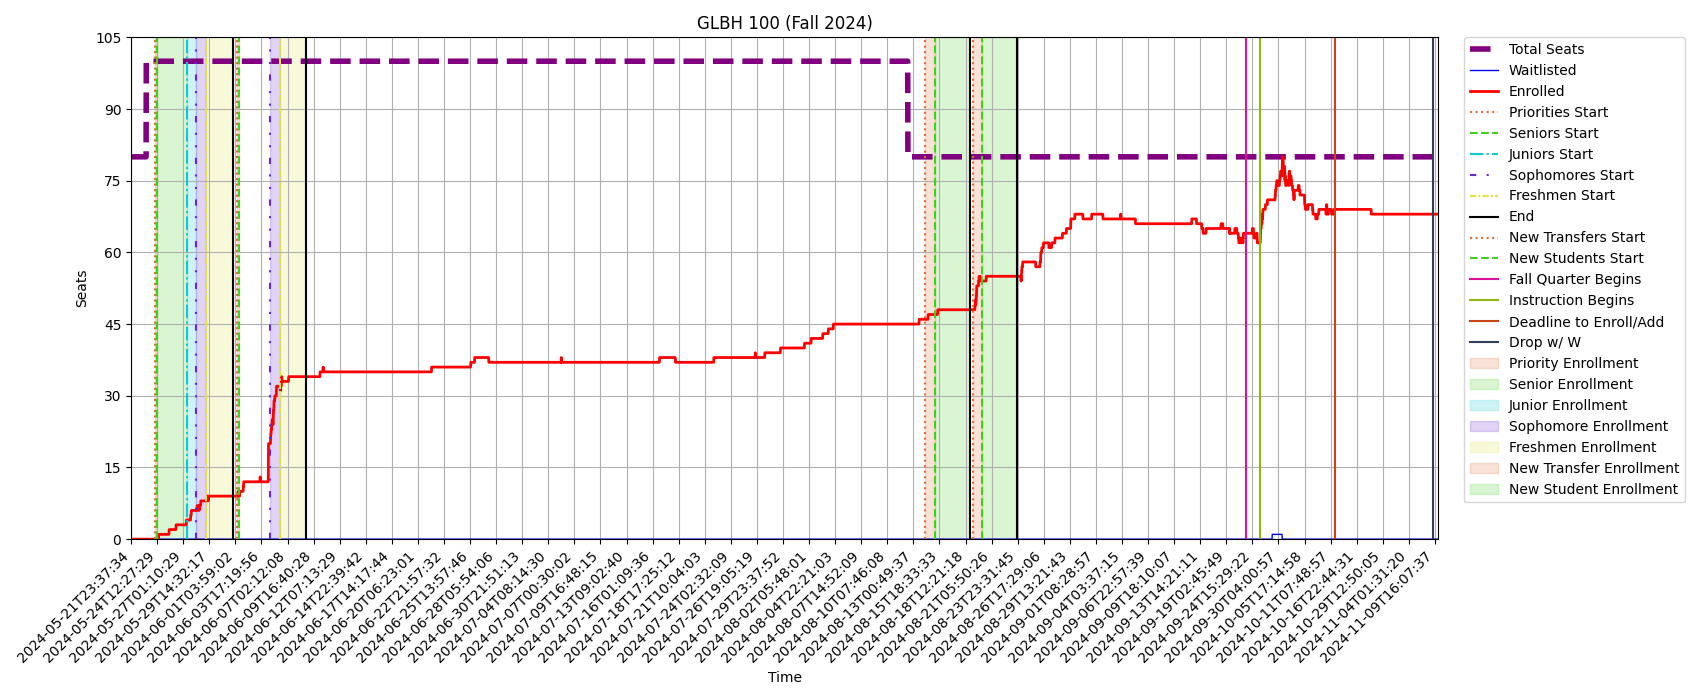 GLBH 100 (Fall 2024)
105
90
75
60
45
30
15
0
Seats
2024-05-21T23:37:34
2024-05-24T12:27:29
2024-05-27T01:10:29
2024-05-29T14:32:17
2024-06-01T03:59:02
2024-06-03T17:19:56
2024-06-07T02:12:08
2024-06-09T16:40:28
2024-06-12T07:13:29
2024-06-14T22:39:42
2024-06-17T14:17:44
2024-06-20T06:23:01
2024-06-22T21:57:32
2024-06-25T13:57:46
2024-06-28T05:54:06
2024-06-30T21:51:13
2024-07-04T08:14:30
2024-07-07T00:30:02
2024-07-09T16:48:15
2024-07-13T09:02:40
2024-07-16T01:09:36
2024-07-18T17:25:12
2024-07-21T10:04:03
2024-07-24T02:32:09
2024-07-26T19:05:19
2024-07-29T23:37:52
2024-08-02T05:48:01
2024-08-04T22:21:03
2024-08-07T14:52:09
2024-08-10T07:46:08
2024-08-13T00:49:37
2024-08-15T18:33:33
2024-08-18T12:21:18
2024-08-21T05:50:26
2024-08-23T23:31:45
2024-08-26T17:29:06
2024-08-29T13:21:43
2024-09-01T08:28:57
2024-09-04T03:37:15
2024-09-06T22:57:39
2024-09-09T18:10:07
2024-09-13T14:21:11
2024-09-19T02:45:49
2024-09-24T15:29:22
2024-09-30T04:00:57
2024-10-05T17:14:58
2024-10-11T07:48:57
2024-10-16T22:44:31
2024-10-29T12:50:05
2024-11-04T01:31:20
2024-11-09T16:07:37
Time
Total Seats
Waitlisted
Enrolled
Priorities Start
Seniors Start
Juniors Start
Sophomores Start
Freshmen Start
End
New Transfers Start
New Students Start
Fall Quarter Begins
Instruction Begins
Deadline to Enroll/Add
Drop w/ W
Priority Enrollment
Senior Enrollment
Junior Enrollment
Sophomore Enrollment
Freshmen Enrollment
New Transfer Enrollment
New Student Enrollment